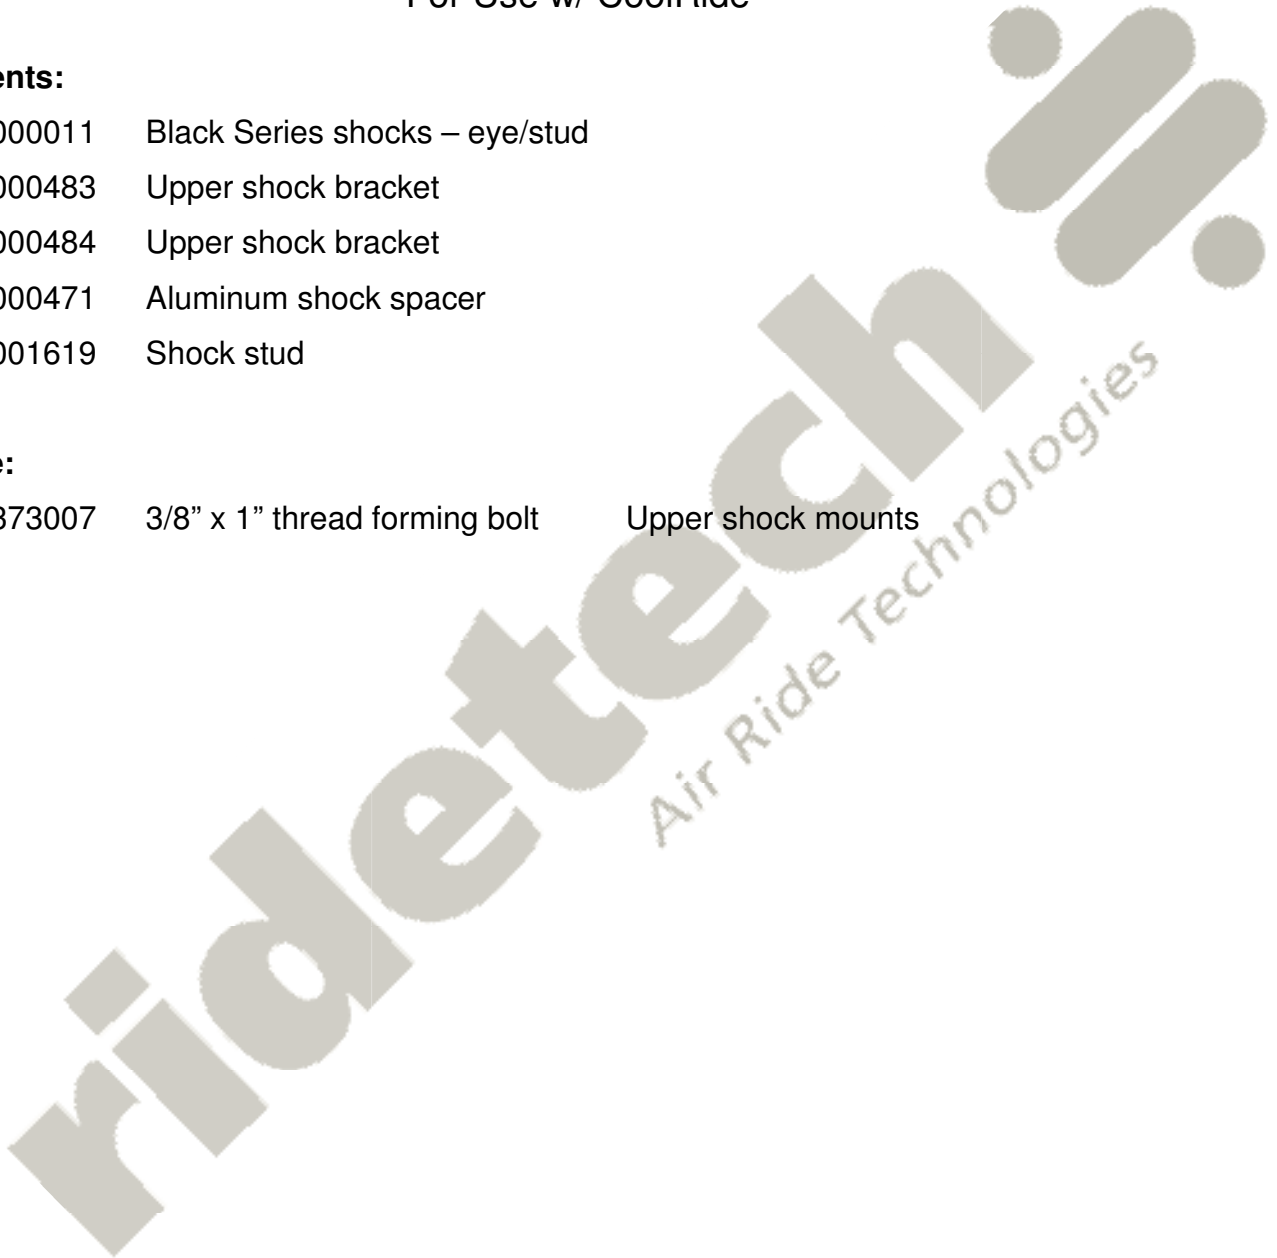 For Use w/ CoolRide
ents:
000011 Black Series shocks – eye/stud
000483 Upper shock bracket
000484 Upper shock bracket
000471 Aluminum shock spacer
001619 Shock stud
e:
373007 3/8” x 1” thread forming bolt Upper shock mounts
ridetech
Air Ride Technologies